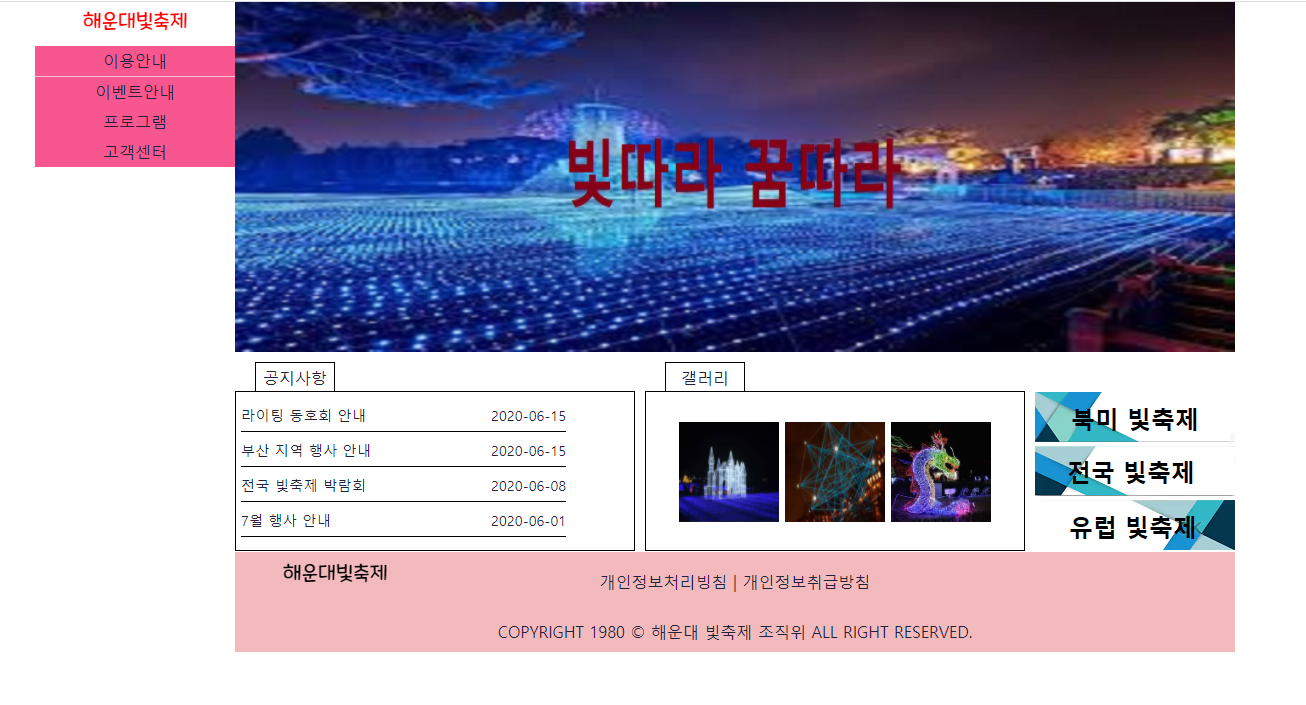 해운대빛축제
이용안내
이벤트안내
프로그램
고객센터
빛따라 꿈따라
공지사항
라이팅 동호회 안내 2020-06-15
부산 지역 행사 안내 2020-06-15
전국 빛축제 박람회 2020-06-08
7월 행사 안내 2020-06-01
갤러리
북미 빛축제
전국 빛축제
유럽 빛축제
해운대빛축제
개인정보처리빙침 | 개인정보취급방침
COPYRIGHT 1980 © 해운대 빛축제 조직위 ALL RIGHT RESERVED.